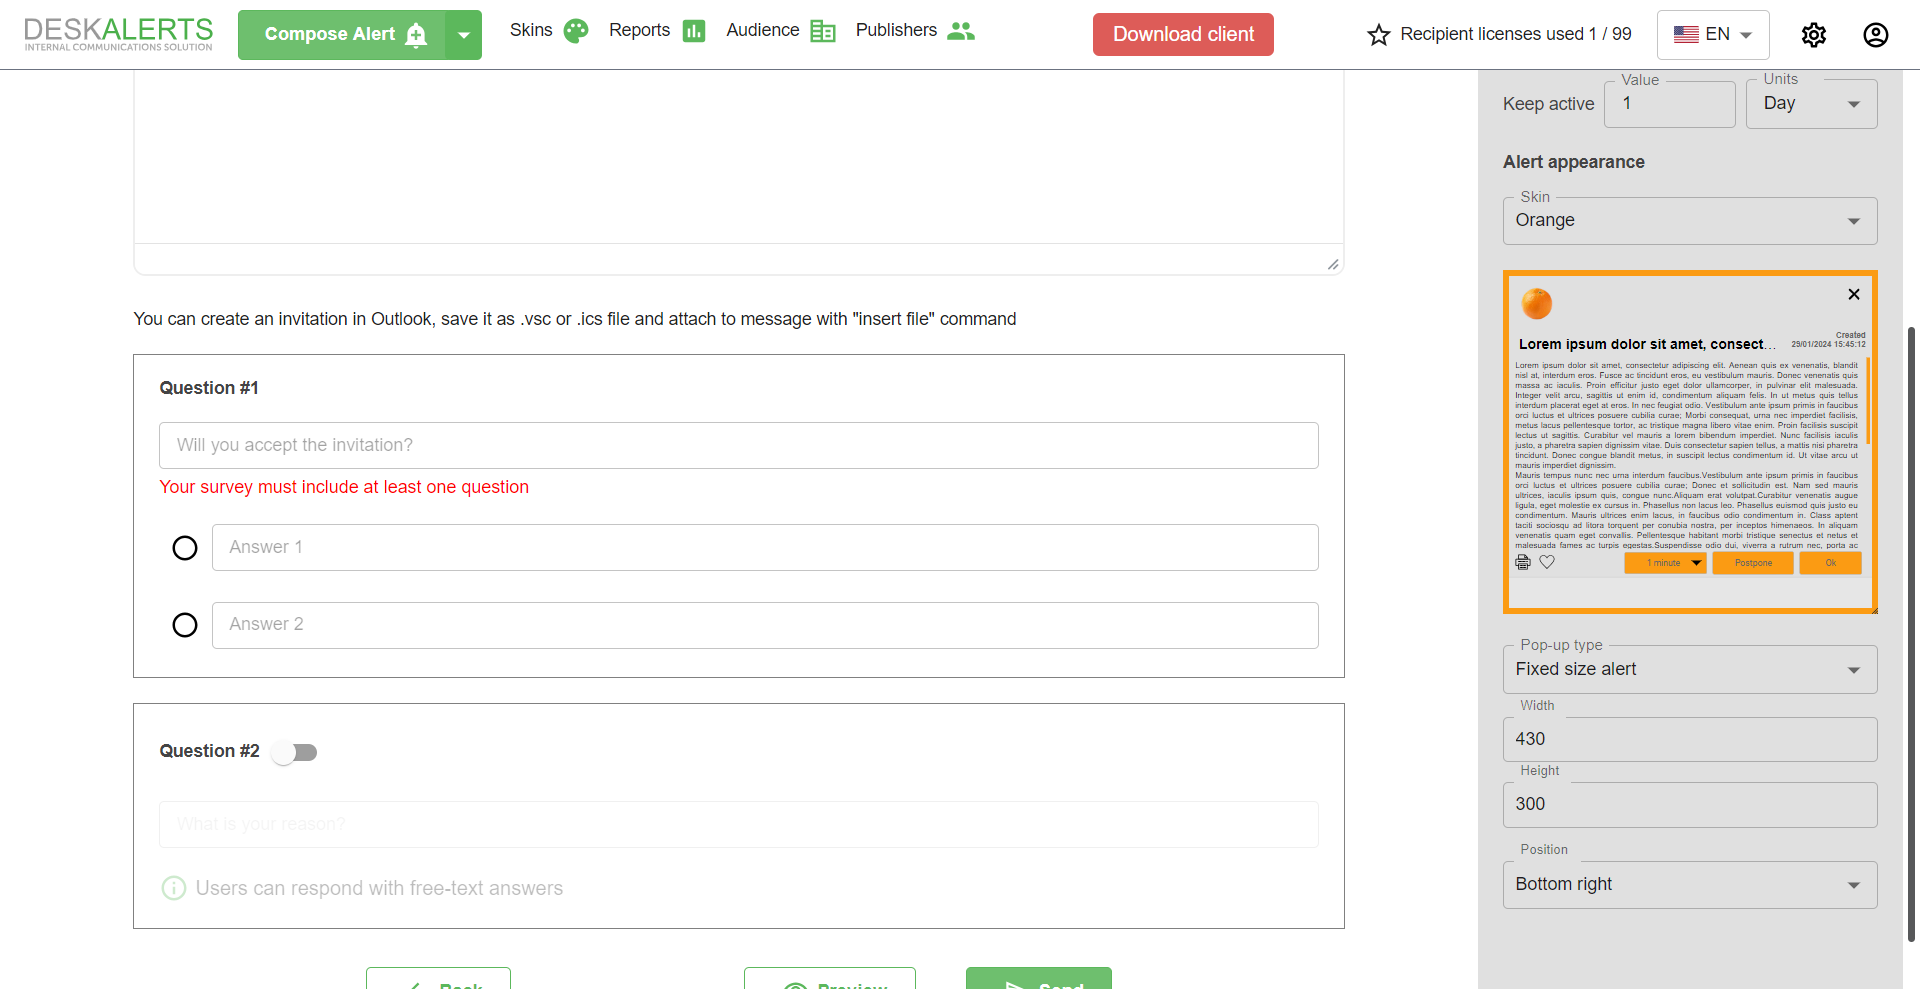 DESKALERTS
INTERNAL COMMUNICATIONS SOLUTION
Compose Alert
Skins
Reports
Audience
Publishers
Download client
Recipient licenses used 1 / 99
EN
Value
Units
Keep active
1
Day
Alert appearance
Skin
Orange
Created
Lorem ipsum dolor sit amet, consect...
29/01/2024 15:45:12
Lorem ipsum dolor sit amet, consectetur adipiscing elit. Aenean quis ex venenatis, blandit
nisl at, interdum eros. Fusce ac tincidunt eros, eu vestibulum mauris. Donec venenatis quis
massa ac iaculis. Proin efficitur justo eget dolor ullamcorper, in pulvinar elit malesuada.
Integer velit arcu, sagittis ut enim id, condimentum aliquam felis. In ut metus quis tellus
interdum placerat eget at eros. In nec feugiat odio. Vestibulum ante ipsum primis in faucibus
orci luctus et ultrices posuere cubilia curae; Morbi consequat, urna nec imperdiet facilisis,
metus lacus pellentesque tortor, ac tristique magna libero vitae enim. Proin facilisis suscipit
lectus ut sagittis. Curabitur vel mauris a lorem bibendum imperdiet. Nunc facilisis iaculis
justo, a pharetra sapien dignissim vitae. Duis consectetur sapien tellus, a mattis nisi pharetra
tincidunt. Donec congue blandit metus, in suscipit lectus condimentum id. Ut vitae arcu ut
mauris imperdiet dignissim.
Mauris tempus nunc nec urna interdum faucibus.Vestibulum ante ipsum primis in faucibus
orci luctus et ultrices posuere cubilia curae; Donec et sollicitudin est. Nam sed mauris
ultrices, iaculis ipsum quis, congue nunc.Aliquam erat volutpat.Curabitur venenatis augue
ligula, eget molestie ex cursus in. Phasellus non lacus leo. Phasellus euismod quis justo eu
condimentum. Mauris ultrices enim lacus, in faucibus odio condimentum in. Class aptent
taciti sociosqu ad litora torquent per conubia nostra, per inceptos himenaeos. In aliquam
venenatis quam eget convallis. Pellentesque habitant morbi tristique senectus et netus et
malesuada fames ac turpis egestas.Suspendisse odio dui, viverra a rutrum nec, porta ac
1 minute
Postpone
Ok
Pop-up type
Fixed size alert
Width
430
Height
300
Position
Bottom right
You can create an invitation in Outlook, save it as .vsc or .ics file and attach to message with "insert file" command
Question #1
Will you accept the invitation?
Your survey must include at least one question
Answer 1
Answer 2
Question #2
What is your reason?
Users can respond with free-text answers
Back
Preview
Send